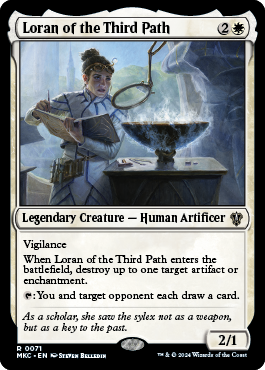 Loran of the Third Path 2
Legendary Creature — Human Artificer
Vigilance
When Loran of the Third Path enters the
battlefield, destroy up to one target artifact or
enchantment.
: You and target opponent each draw a card.
As a scholar, she saw the sylex not as a weapon,
but as a key to the past.
2/1
R 0071
MKC • EN Steven Belledin
™ & © 2024 Wizards of the Coast